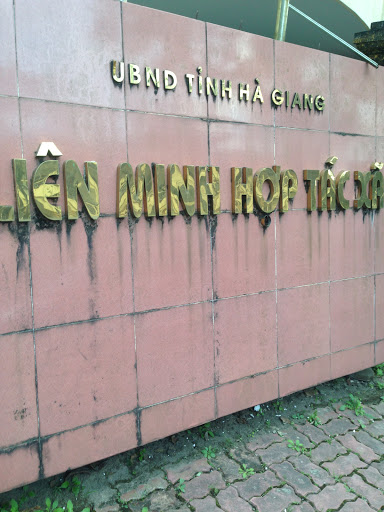 UBND TỈNH HÀ GIANG
LIÊN MINH HỢP TÁC XÃ